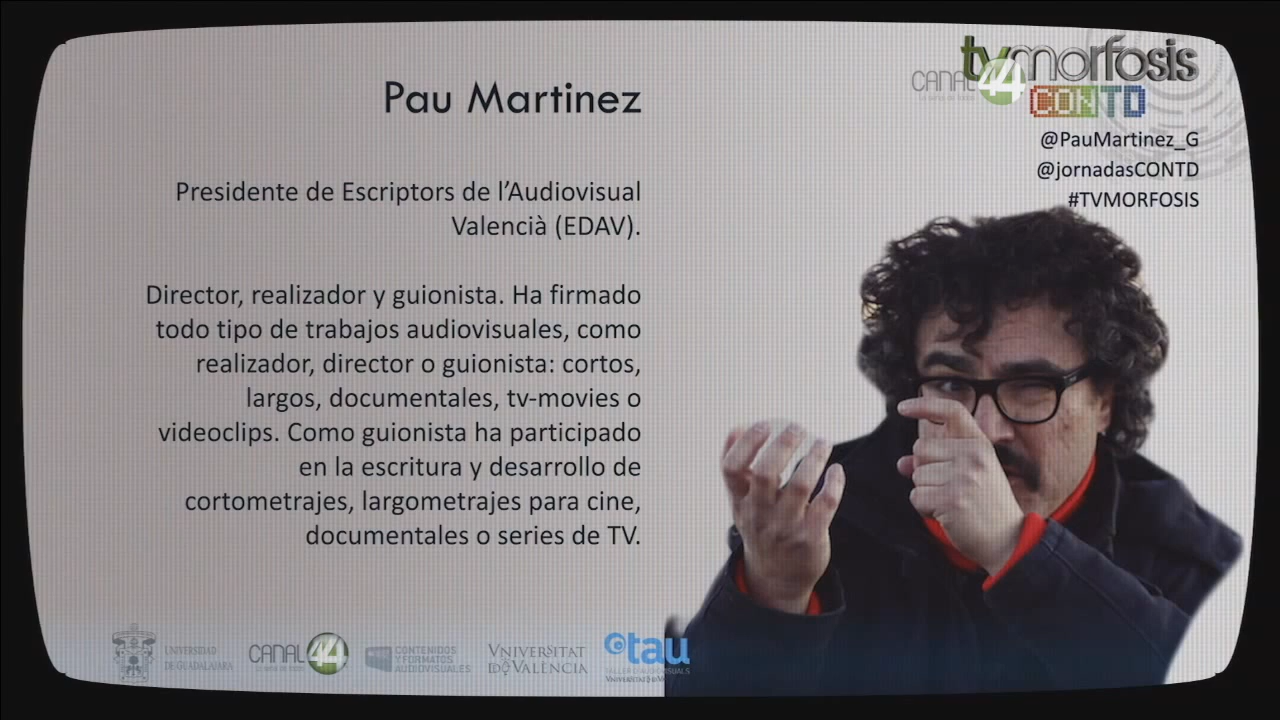 Pau Martinez
tvmorfosis
CANAL 44
CONTD
@PauMartinez_G
@jornadasCONTD
#TVMORFOSIS
Presidente de Escriptors de l'Audiovisual
Valencià (EDAV).
Director, realizador y guionista. Ha firmado
todo tipo de trabajos audiovisuales, como
realizador, director o guionista: cortos,
largos, documentales, tv-movies o
videoclips. Como guionista ha participado
en la escritura y desarrollo de
cortometrajes, largometrajes para cine,
documentales o series de TV.
UNIVERSIDAD
DE GUADALAJARA
CANAL 44
CONTENIDOS
Y FORMATOS
AUDIOVISUALES
VNIVERSITAT
DE VALÈNCIA
tau
TALLER D'AUDIOVISUALS